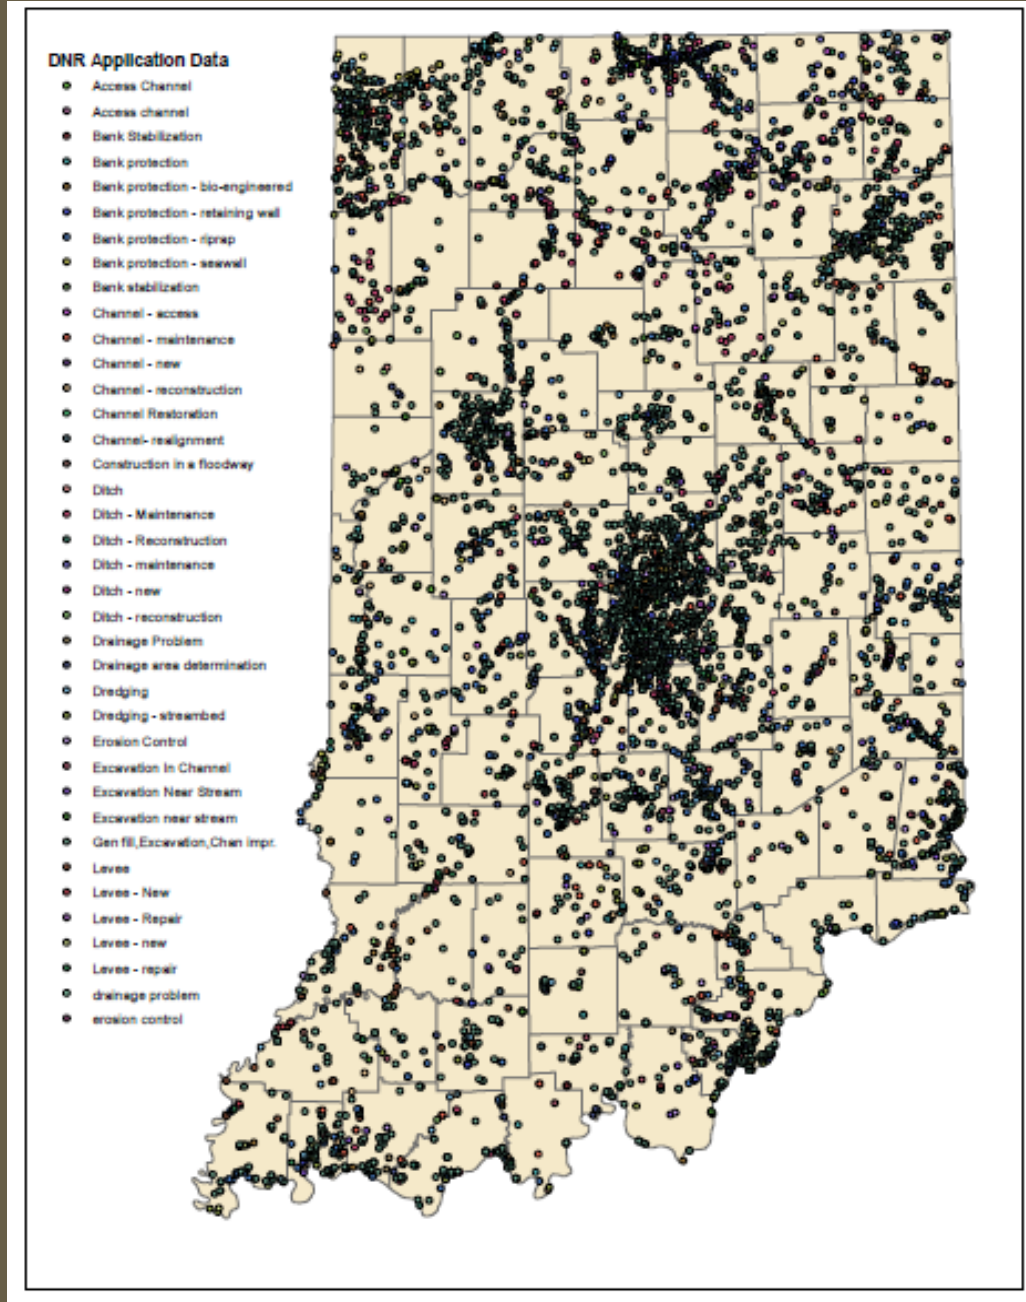 DNR Application Data
Access Channel
Access channel
Bank Stabilization
Bank protection
Bank protection - bio-engineered
Bank protection - retaining wall
Bank protection - riprap
Bank protection - seawall
Bank stabilization
Channel - access
Channel - maintenance
Channel - new
Channel - reconstruction
Channel Restoration
Channel- realignment
Construction in a floodway
Ditch
Ditch - Maintenance
Ditch - Reconstruction
Ditch - maintenance
Ditch - new
Ditch - reconstruction
Drainage Problem
Drainage area determination
Dredging
Dredging - streambed
Erosion Control
Excavation In Channel
Excavation Near Stream
Excavation near stream
Gen fill,Excavation,Chan impr.
Levee
Levee - New
Levee - Repair
Levee - new
Levee - repair
drainage problem
erosion control